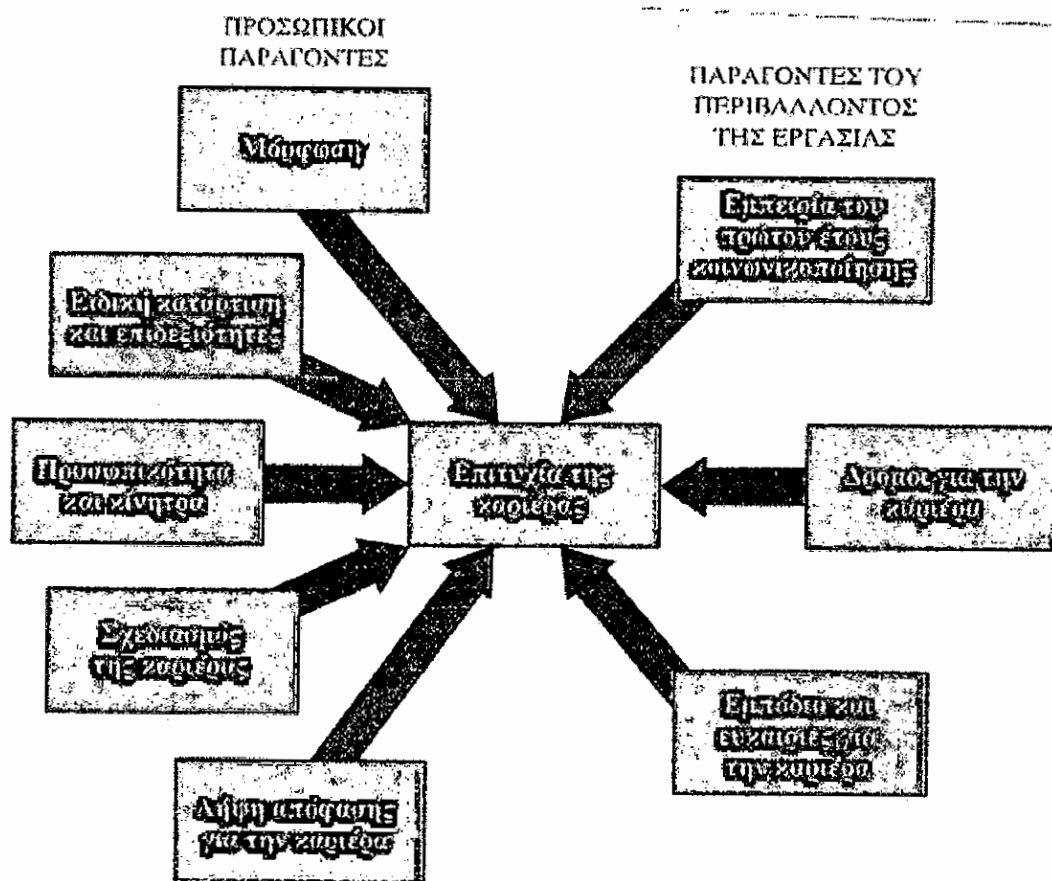 ΠΡΟΣΩΠΙΚΟΙ
ΠΑΡΑΓΟΝΤΕΣ
Μόρφωση
Ειδική κατάρτιση
και επιδεξιότητες
Προσωπικότητα
και κίνητρα
Σχεδιασμός
της καριέρας
Λήψη απόφασης
για την καριέρα
Επιτυχία της
καριέρας
ΠΑΡΑΓΟΝΤΕΣ ΤΟΥ
ΠΕΡΙΒΑΛΛΟΝΤΟΣ
ΤΗΣ ΕΡΓΑΣΙΑΣ
Εμπειρία του
πρώτου έτους
κοινωνικοποίησης
Δρόμοι για την
καριέρα
Εμπόδια και
ευκαιρίες για
την καριέρα